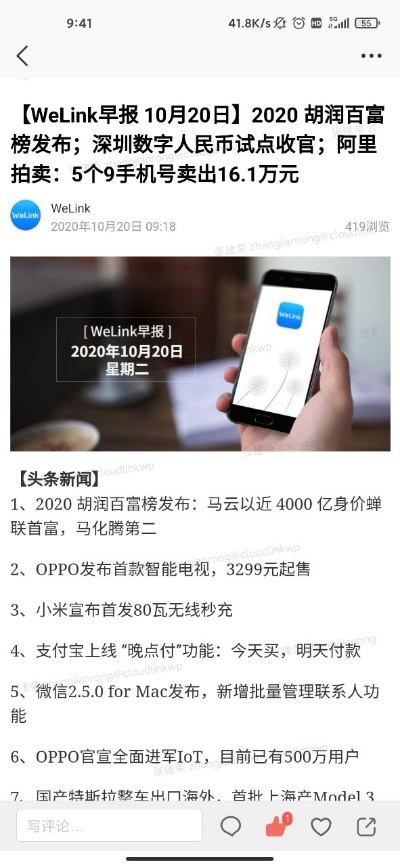 9:41
41.8K/s
HD
5G
55
【WeLink早报 10月20日】2020 胡润百富
榜发布；深圳数字人民币试点收官；阿里
拍卖：5个9手机号卖出16.1万元
WeLink
WeLink
2020年10月20日 09:18
419浏览
张建荣 zhangjianrong@cloudlinkwp
[ WeLink早报 ]
2020年10月20日
星期二
WeLink
【头条新闻】
1、2020 胡润百富榜发布：马云以近 4000 亿身价蝉
联首富，马化腾第二
2、OPPO发布首款智能电视，3299元起售
3、小米宣布首发80瓦无线秒充
4、支付宝上线 “晚点付”功能：今天买，明天付款
5、微信2.5.0 for Mac发布，新增批量管理联系人功
能
6、OPPO官宣全面进军IoT，目前已有500万用户
7、国产特斯拉整车出口海外，首批上海产Model 3
写评论...
1